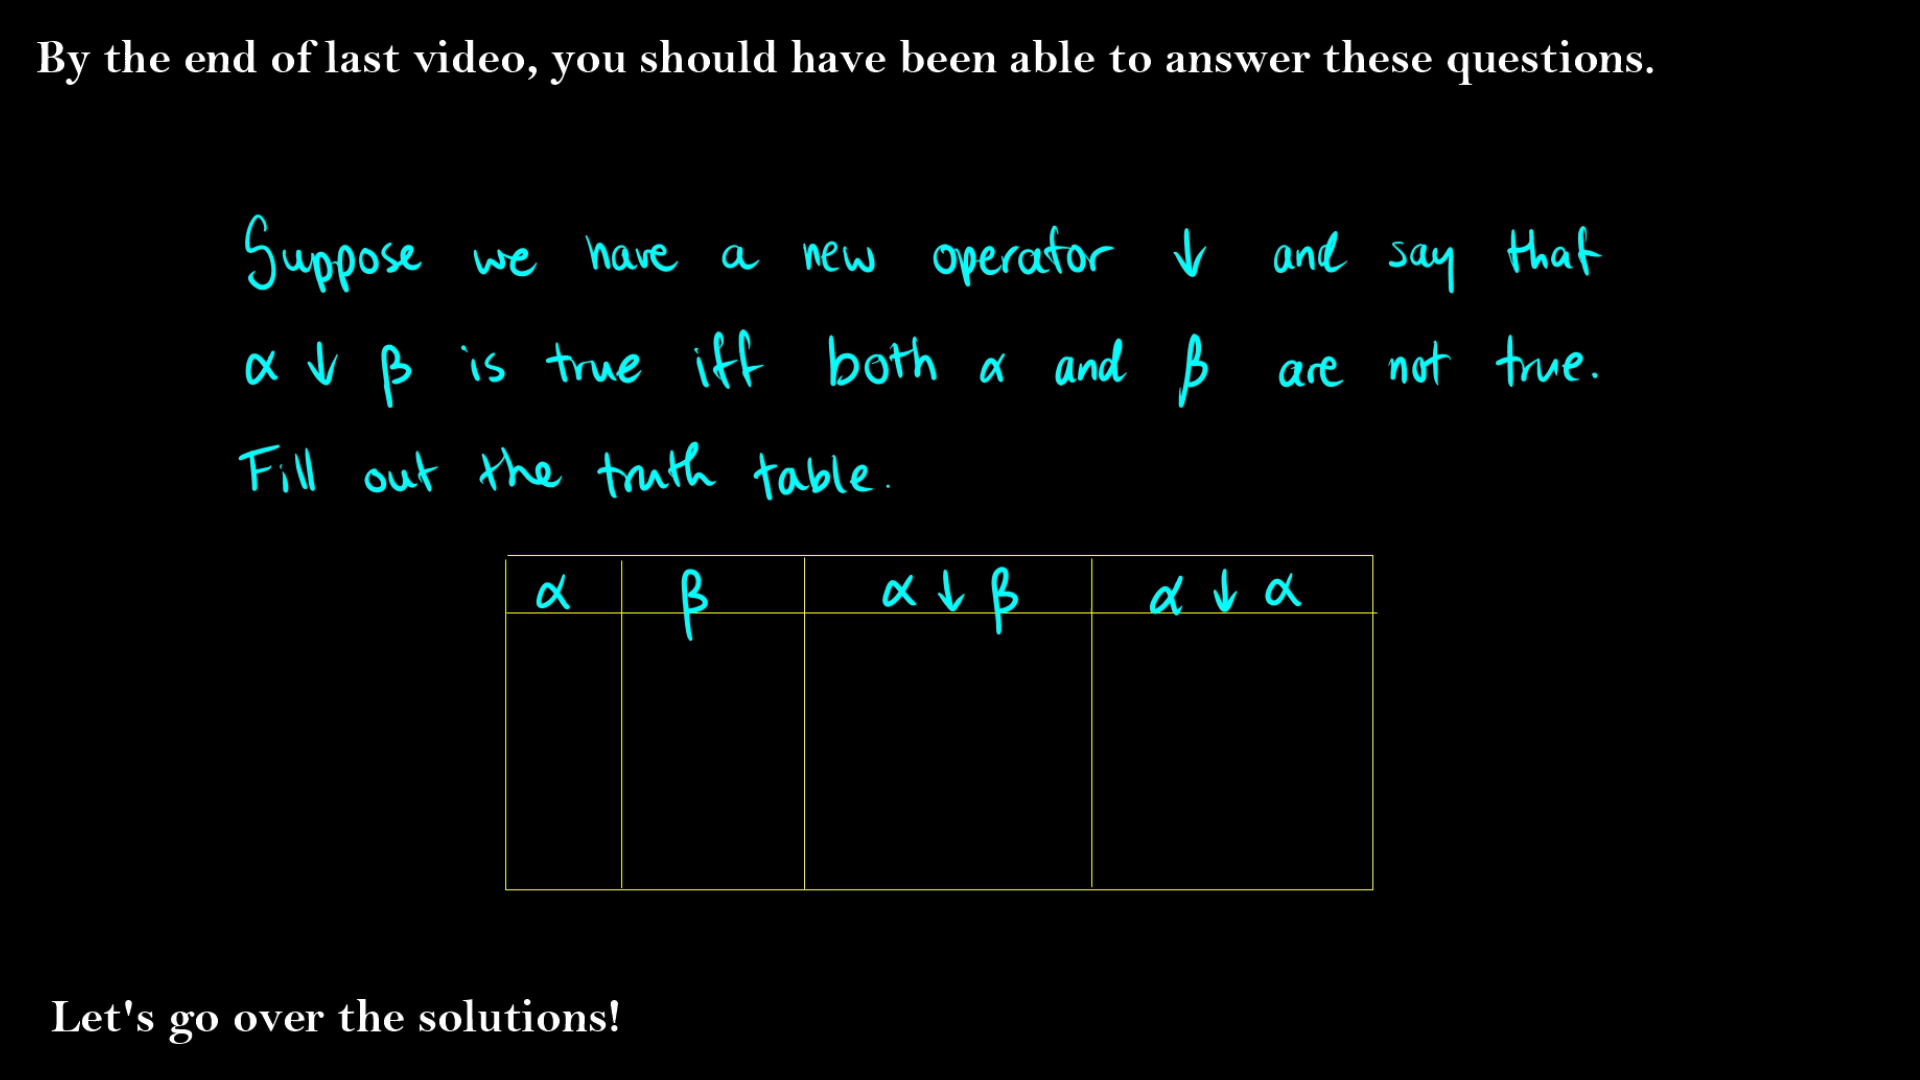 By the end of last video, you should have been able to answer these questions.
Suppose we have a new operator ↓ and say that
α ↓ β is true iff both α and β are not true.
Fill out the truth table.
α β α ↓ β α ↓ α
Let's go over the solutions!